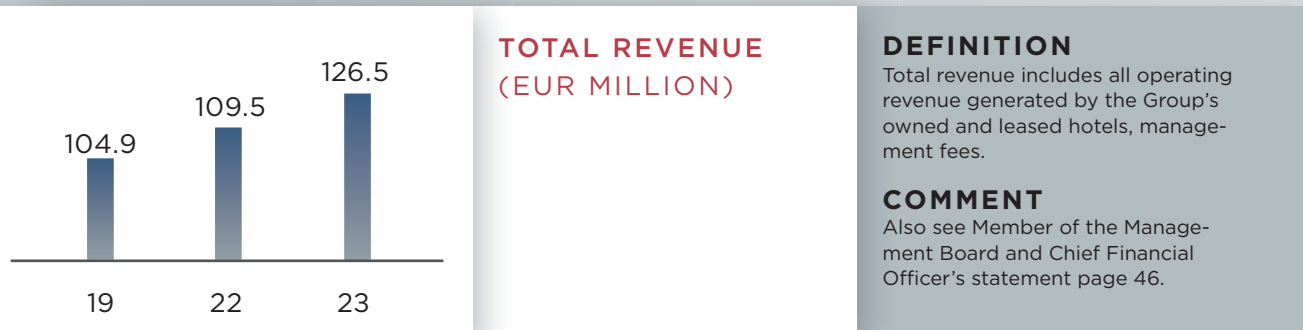 104.9
109.5
126.5
19
22
23
TOTAL REVENUE
(EUR MILLION)
DEFINITION
Total revenue includes all operating
revenue generated by the Group’s
owned and leased hotels, manage-
ment fees.
COMMENT
Also see Member of the Manage-
ment Board and Chief Financial
Officer’s statement page 46.